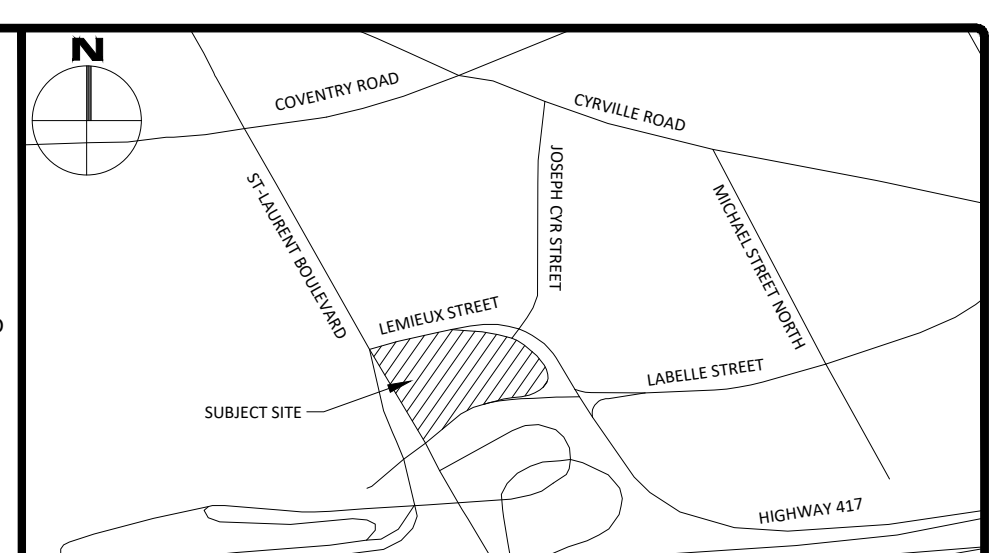 N
COVENTRY ROAD
CYRVILLE ROAD
JOSEPH CYR STREET
ST-LAURENT BOULEVARD
MICHAEL STREET NORTH
LEMIEUX STREET
LABELLE STREET
SUBJECT SITE
HIGHWAY 417